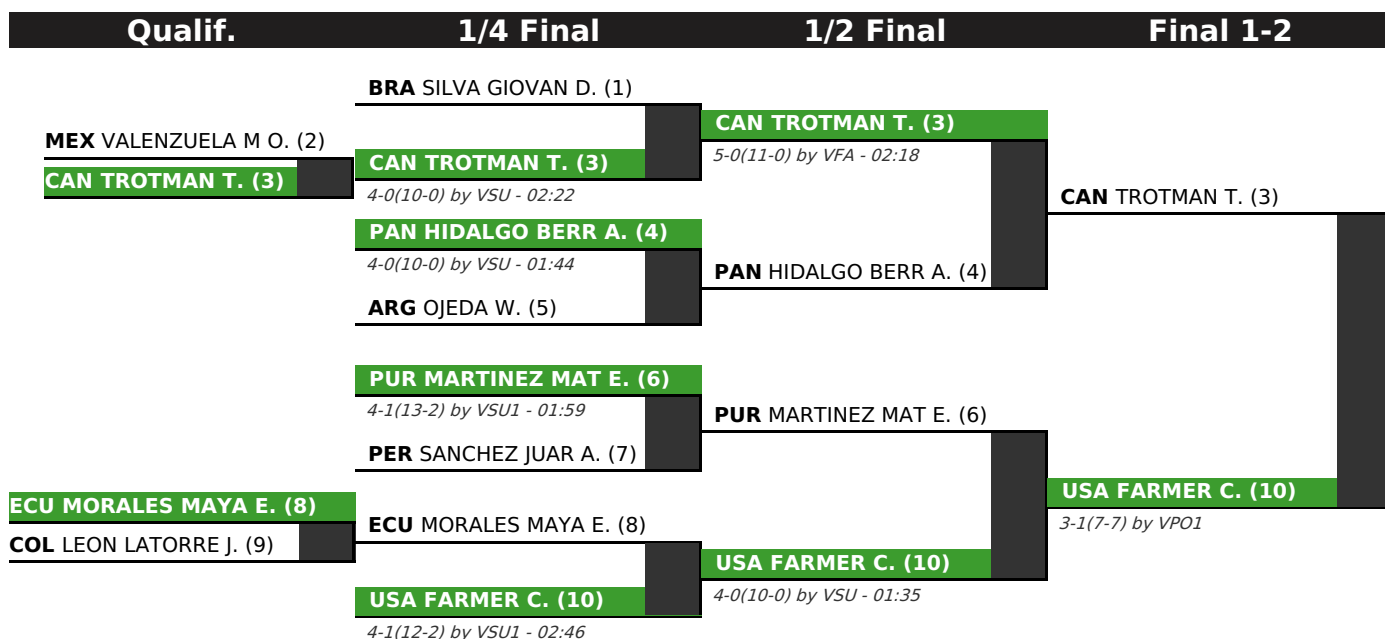 Qualif.
1/4 Final
1/2 Final
Final 1-2
MEX VALENZUELA M O. (2)
CAN TROTMAN T. (3)
ECU MORALES MAYA E. (8)
COL LEON LATORRE J. (9)
BRA SILVA GIOVAN D. (1)
CAN TROTMAN T. (3)
4-0(10-0) by VSU - 02:22
PAN HIDALGO BERR A. (4)
4-0(10-0) by VSU - 01:44
ARG OJEDA W. (5)
PUR MARTINEZ MAT E. (6)
4-1(13-2) by VSU1 - 01:59
PER SANCHEZ JUAR A. (7)
ECU MORALES MAYA E. (8)
USA FARMER C. (10)
4-1(12-2) by VSU1 - 02:46
CAN TROTMAN T. (3)
5-0(11-0) by VFA - 02:18
PAN HIDALGO BERR A. (4)
PUR MARTINEZ MAT E. (6)
USA FARMER C. (10)
4-0(10-0) by VSU - 01:35
CAN TROTMAN T. (3)
USA FARMER C. (10)
3-1(7-7) by VPO1